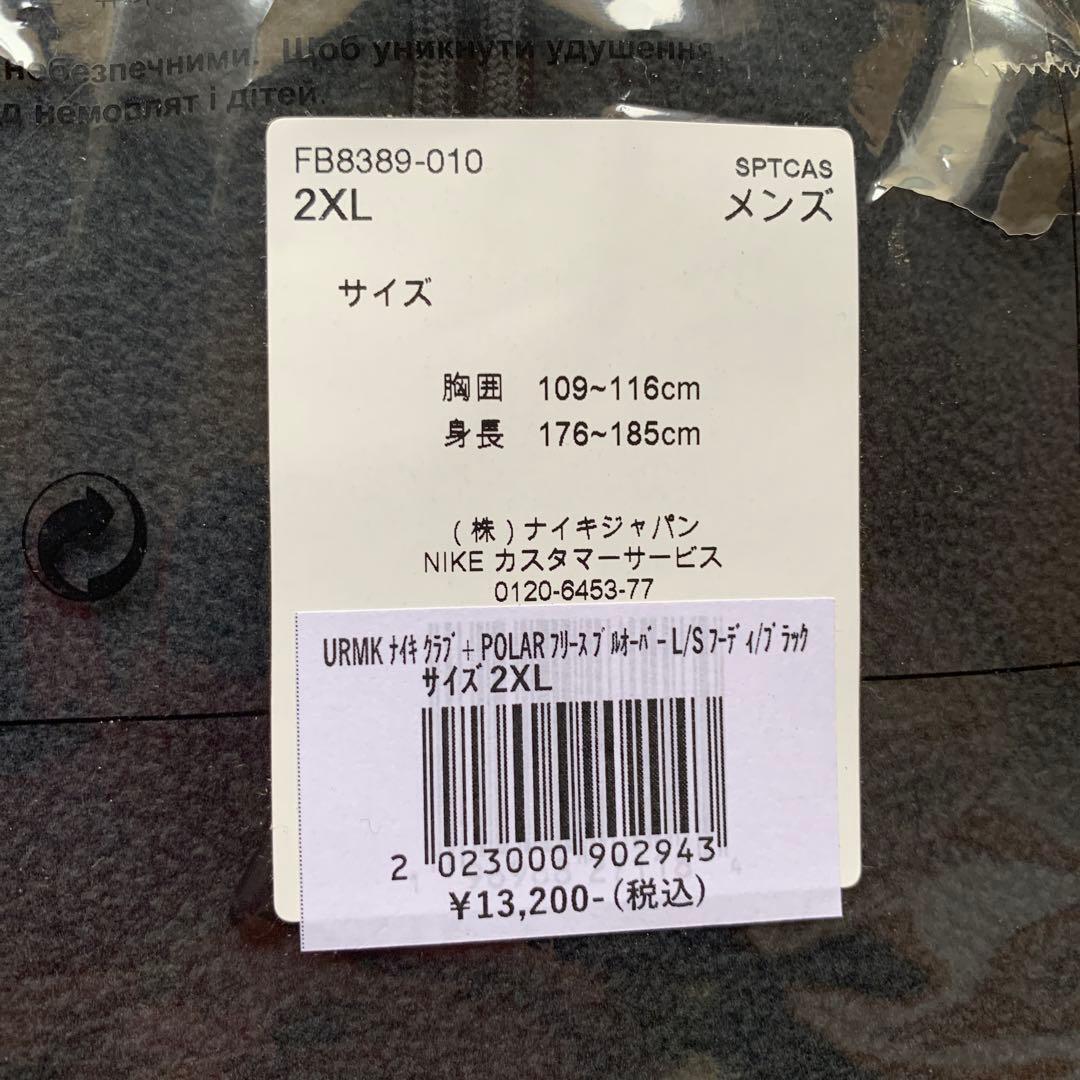 небезпечними. Щоб уникнути удушення,
немовлят і дітей.
FB8389-010
SPTCAS
2XL
メンズ
サイズ
胸囲 109~116cm
身長 176~185cm
(株)ナイキジャパン
NIKE カスタマーサービス
0120-6453-77
URMK ﾅｲｷ ｸﾗﾌﾞ + POLAR ﾌﾘｰｽ ﾌﾟﾙｵｰﾊﾞｰ L/S ﾌｰﾃﾞｨ/ﾌﾞﾗｯｸ
ｻｲｽﾞ 2XL
2 023000 902943
¥13,200-(税込)